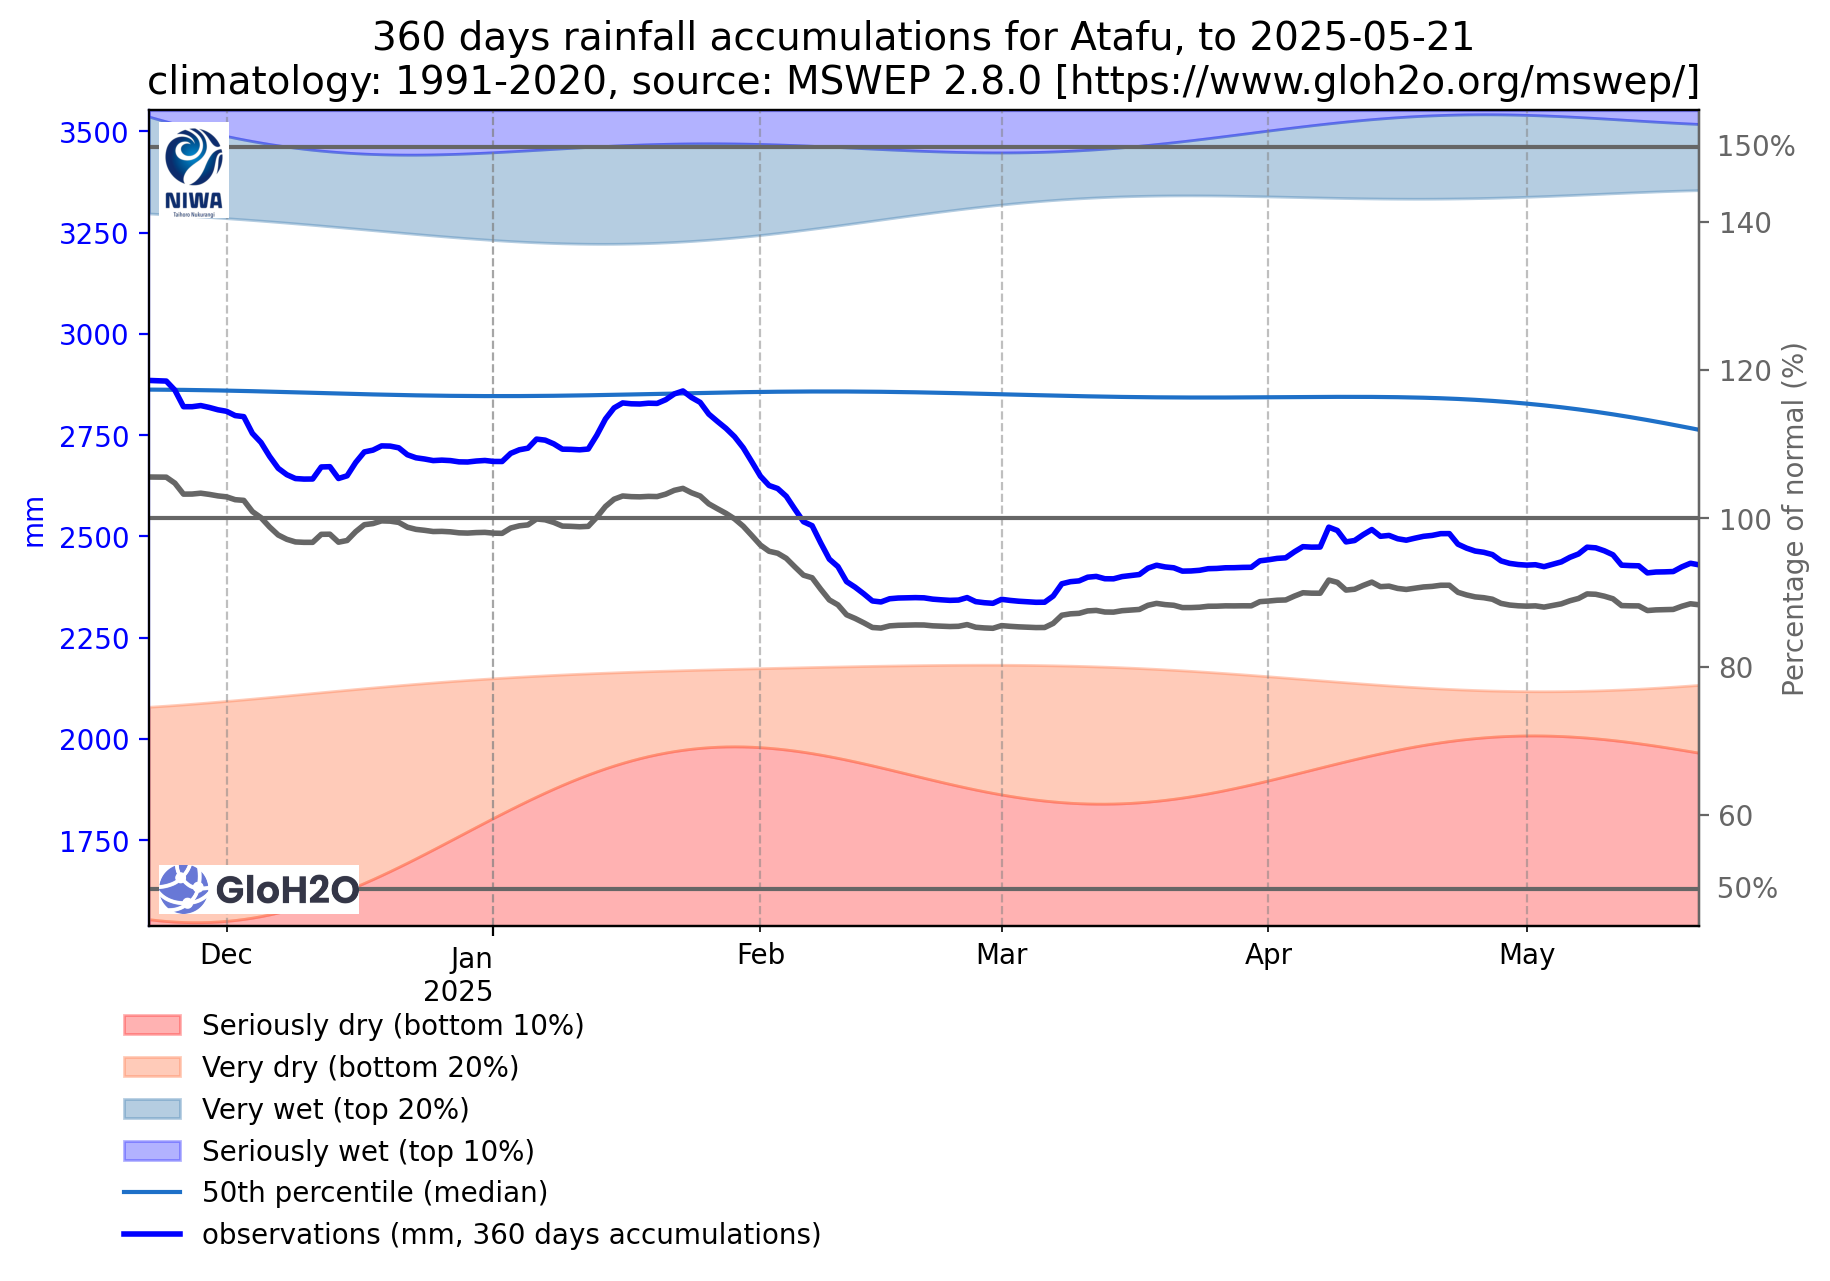 360 days rainfall accumulations for Atafu, to 2025-05-21
climatology: 1991-2020, source: MSWEP 2.8.0 [https://www.gloh2o.org/mswep/]
3500
3250
3000
2750
2500
2250
2000
1750
mm
NIWA
Taihoro Nukurangi
GloH2O
150%
140
120
100
80
60
50%
Percentage of normal (%)
Dec
Jan
2025
Feb
Mar
Apr
May
Seriously dry (bottom 10%)
Very dry (bottom 20%)
Very wet (top 20%)
Seriously wet (top 10%)
50th percentile (median)
observations (mm, 360 days accumulations)